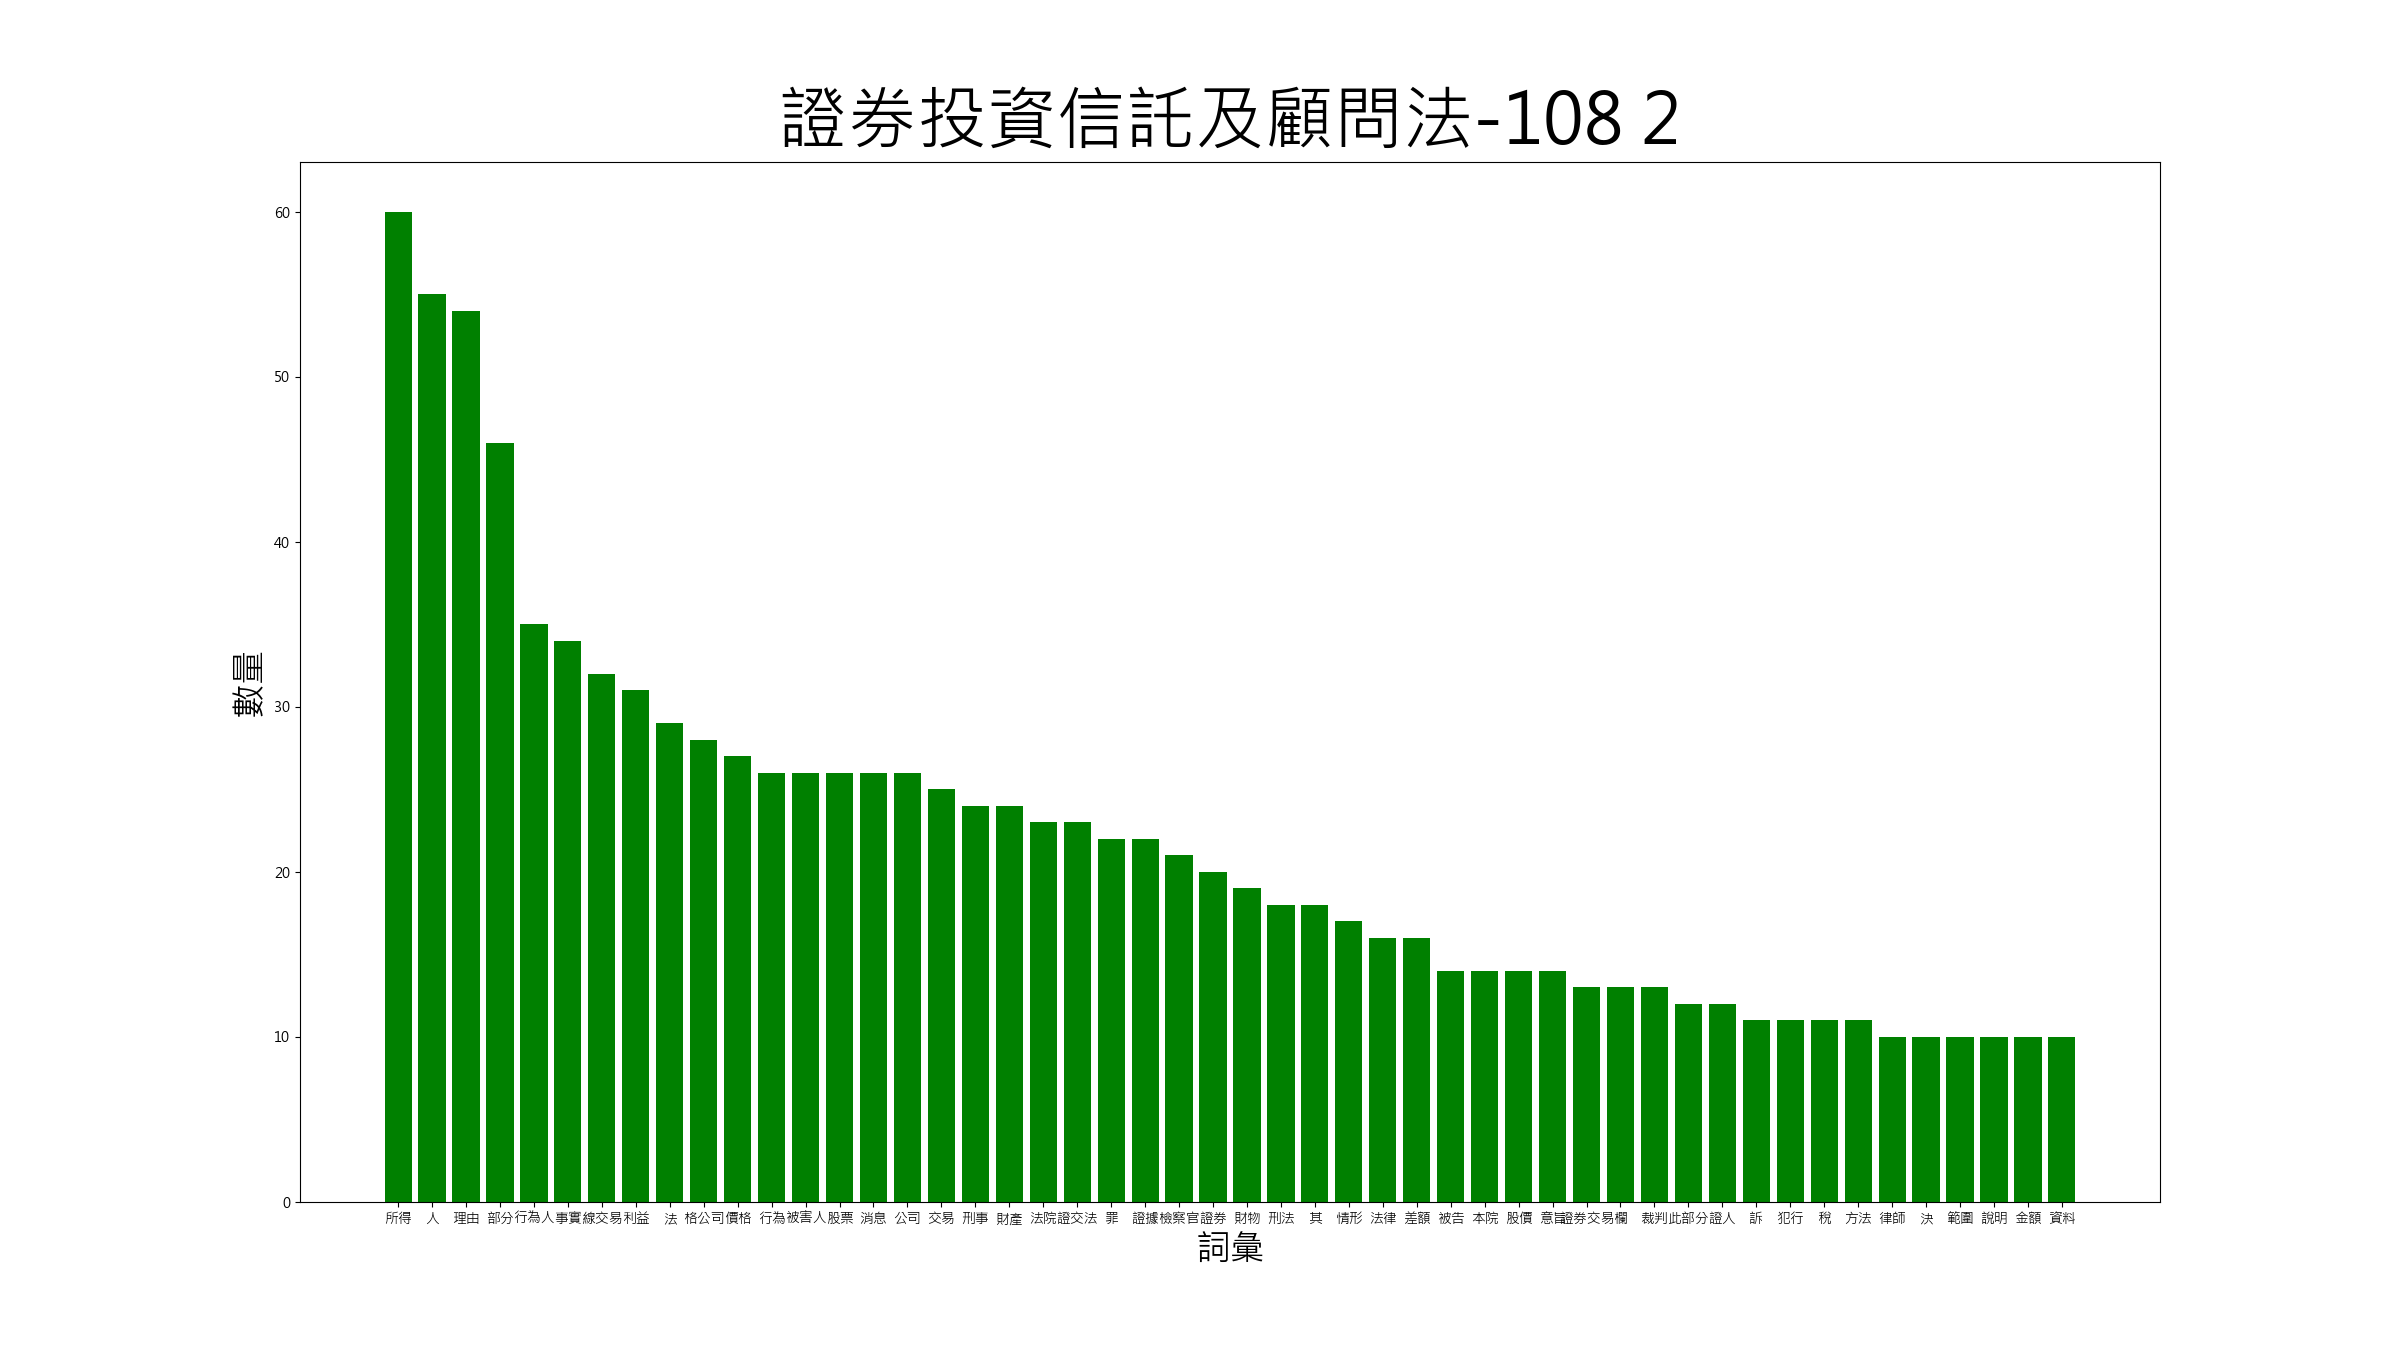 證券投資信託及顧問法-108 2
數量
60
50
40
30
20
10
0
所得 人 理由 部分 行為人 事實 線交易 利益 法 格公司 價格 行為 被害人 股票 消息 公司 交易 刑事 財產 法院 證交法 罪 證據 檢察官 證券 財物 刑法 其 情形 法律 差額 被告 本院 股價 意旨 證券交易 欄 裁判 此部分 證人 訴 犯行 稅 方法 律師 決 範圍 說明 金額 資料
詞彙